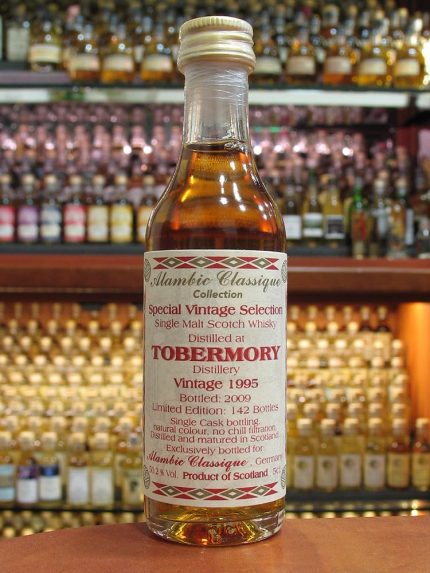 Alambic Classique
Collection
Special Vintage Selection
Single Malt Scotch Whisky
Distilled at
TOBERMORY
Distillery
Vintage 1995
Bottled: 2009
Limited Edition: 142 Bottles
Single Cask bottling,
natural colour, no chill filtration,
Distilled and matured in Scotland
Exclusively bottled for
Alambic Classique, Germany
Vol. Product of Scotland